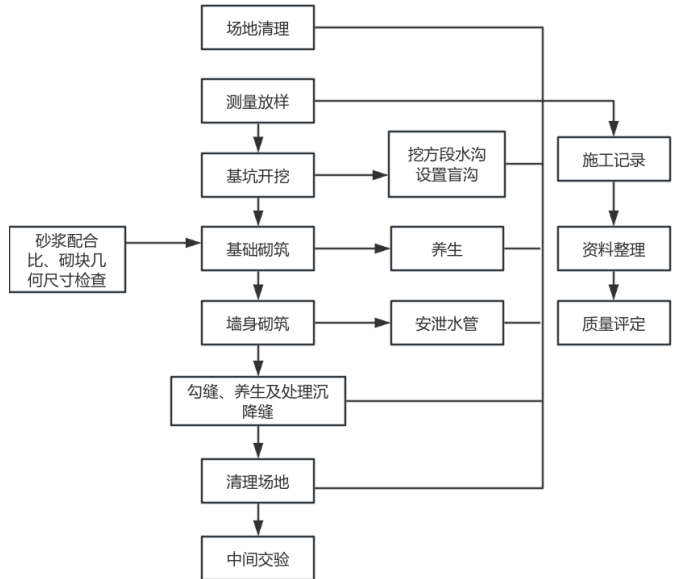 场地清理
测量放样
挖方段水沟
设置盲沟
施工记录
基坑开挖
砂浆配合
比、砌块几
何尺寸检查
基础砌筑
养生
资料整理
墙身砌筑
安泄水管
质量评定
勾缝、养生及处理沉
降缝
清理场地
中间交验